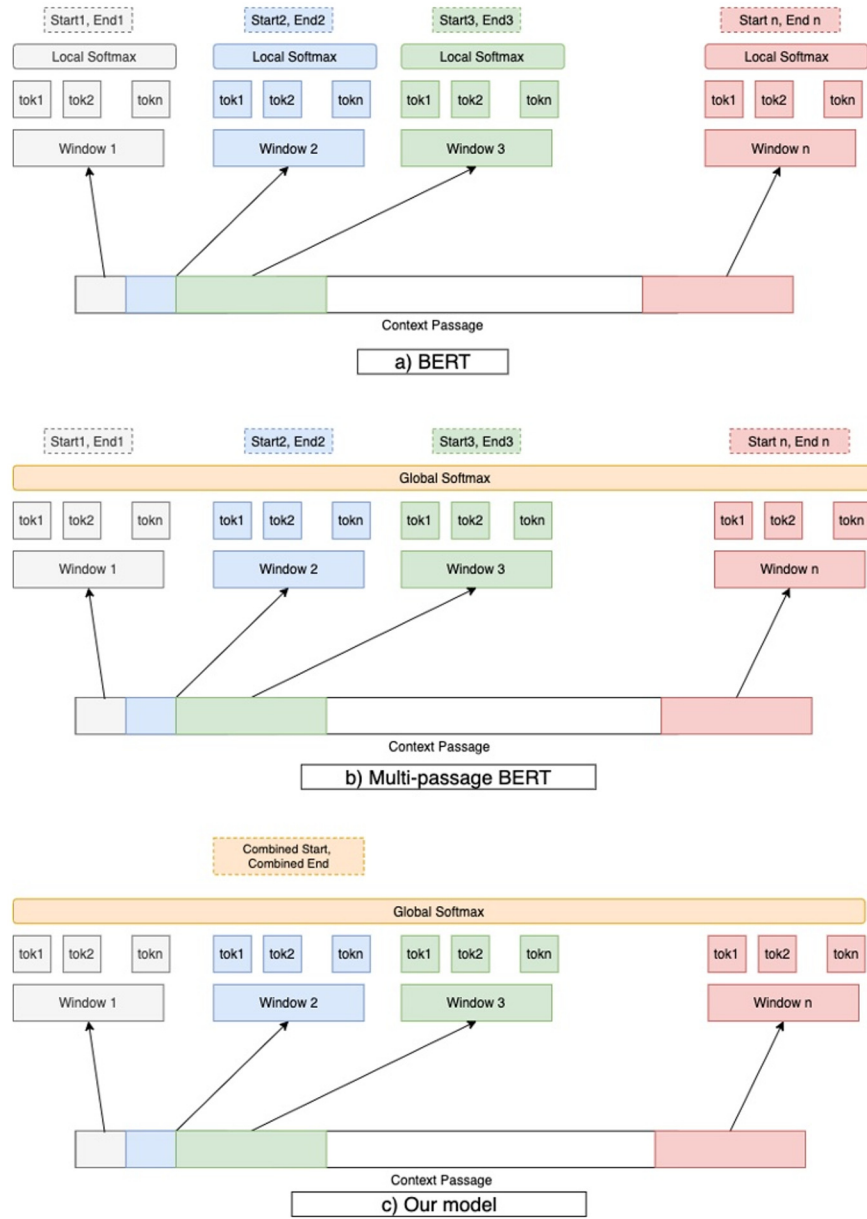 Start1, End1 Start2, End2 Start3, End3 Start n, End n
Local Softmax Local Softmax Local Softmax Local Softmax
tok1 tok2 tokn tok1 tok2 tokn tok1 tok2 tokn tok1 tok2 tokn
Window 1 Window 2 Window 3 Window n
Context Passage
a) BERT
Start1, End1 Start2, End2 Start3, End3 Start n, End n
Global Softmax
tok1 tok2 tokn tok1 tok2 tokn tok1 tok2 tokn tok1 tok2 tokn
Window 1 Window 2 Window 3 Window n
Context Passage
b) Multi-passage BERT
Combined Start,
Combined End
Global Softmax
tok1 tok2 tokn tok1 tok2 tokn tok1 tok2 tokn tok1 tok2 tokn
Window 1 Window 2 Window 3 Window n
Context Passage
c) Our model